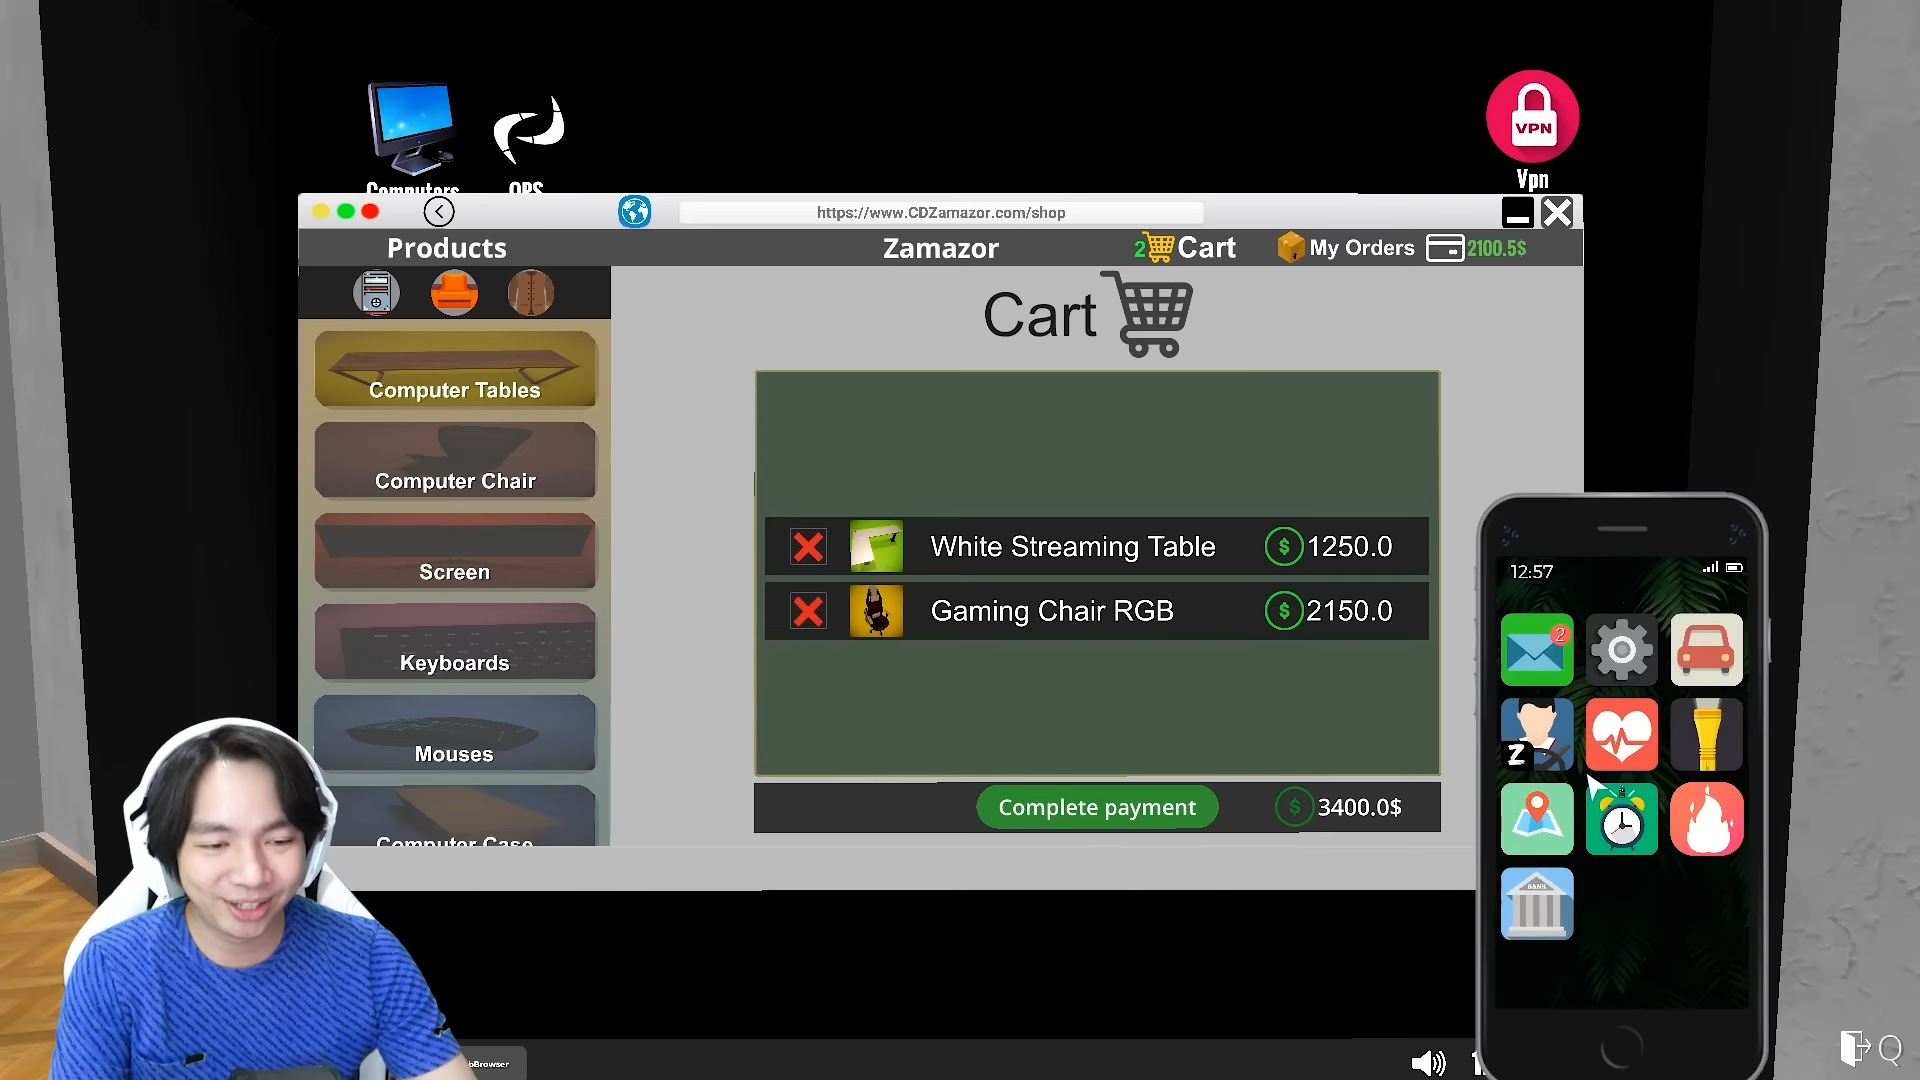 VPN
Computers
OPS
Vpn
https://www.CDZamazor.com/shop
Products
Zamazor
2 Cart
My Orders
2100.5$
Cart
Computer Tables
Computer Chair
Screen
Keyboards
Mouses
Computer Case
White Streaming Table
$ 1250.0
Gaming Chair RGB
$ 2150.0
Complete payment
$ 3400.0$
12:57
2
Z
BANK
Q